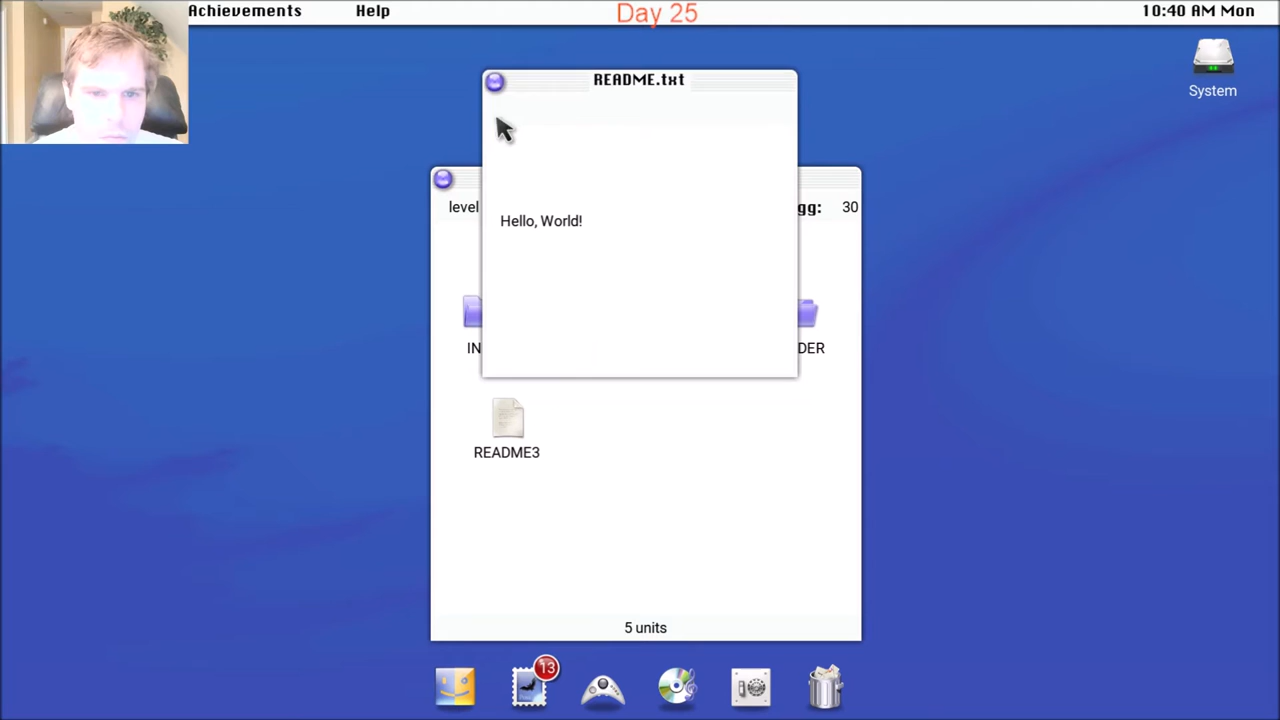 Achievements
Help
Day 25
10:40 AM Mon
System
README.txt
Hello, World!
level
gg:
30
IN
DER
README3
5 units
13